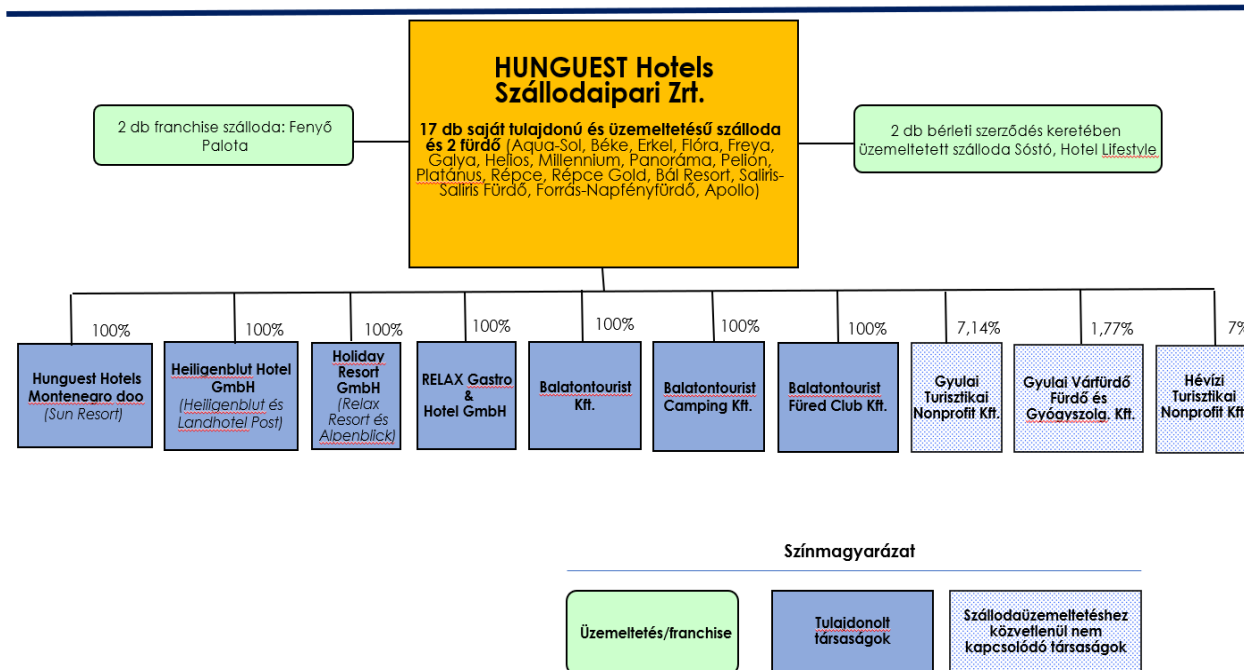 HUNGUEST Hotels
Szállodaipari Zrt.
17 db saját tulajdonú és üzemeltetésű szálloda
és 2 fürdő (Aqua-Sol, Béke, Erkel, Flóra, Freya,
Galya, Helios, Millennium, Panoráma, Pelion,
Platánus, Répce, Répce Gold, Bál Resort, Saliris-
Saliris Fürdő, Forrás-Napfényfürdő, Apollo)
2 db franchise szálloda: Fenyő
Palota
2 db bérleti szerződés keretében
üzemeltetett szálloda Sóstó, Hotel Lifestyle
100%
100%
100%
100%
100%
100%
100%
7,14%
1,77%
7%
Hunguest Hotels
Montenegro doo
(Sun Resort)
Heiligenblut Hotel
GmbH
(Heiligenblut és
Landhotel Post)
Holiday
Resort
GmbH
(Relax
Resort és
Alpenblick)
RELAX Gastro
&
Hotel GmbH
Balatontourist
Kft.
Balatontourist
Camping Kft.
Balatontourist
Füred Club Kft.
Gyulai
Turisztikai
Nonprofit Kft.
Gyulai Várfürdő
Fürdő és
Gyógyszolg. Kft.
Hévízi
Turisztikai
Nonprofit Kft
Színmagyarázat
Üzemeltetés/franchise
Tulajdonolt
társaságok
Szállodaüzemeltetéshez
közvetlenül nem
kapcsolódó társaságok